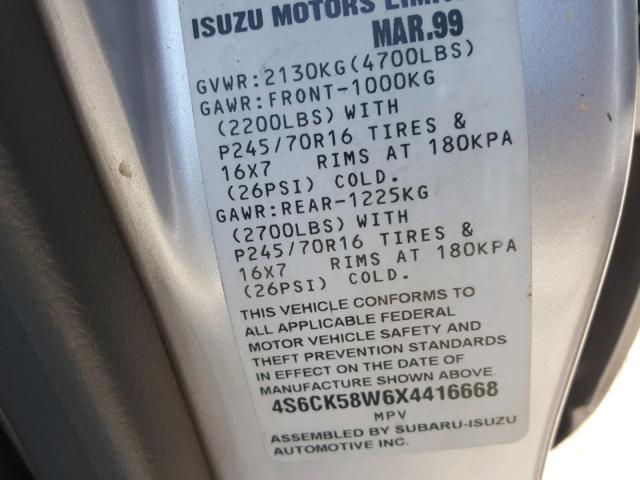 ISUZU MOTORS
MAR.99
GVWR:2130KG(4700LBS)
GAWR:FRONT-1000KG
(2200LBS)WITH
P245/70R16 TIRES &
16X7 RIMS AT 180KPA
(26PSI) COLD.
GAWR:REAR-1225KG
(2700LBS)WITH
P245/70R16 TIRES &
16X7 RIMS AT 180KPA
(26PSI) COLD.
THIS VEHICLE CONFORMS TO
ALL APPLICABLE FEDERAL
MOTOR VEHICLE SAFETY AND
THEFT PREVENTION STANDARDS
IN EFFECT ON THE DATE OF
MANUFACTURE SHOWN ABOVE.
4S6CK58W6X4416668
MPV
ASSEMBLED BY SUBARU-ISUZU
AUTOMOTIVE INC.